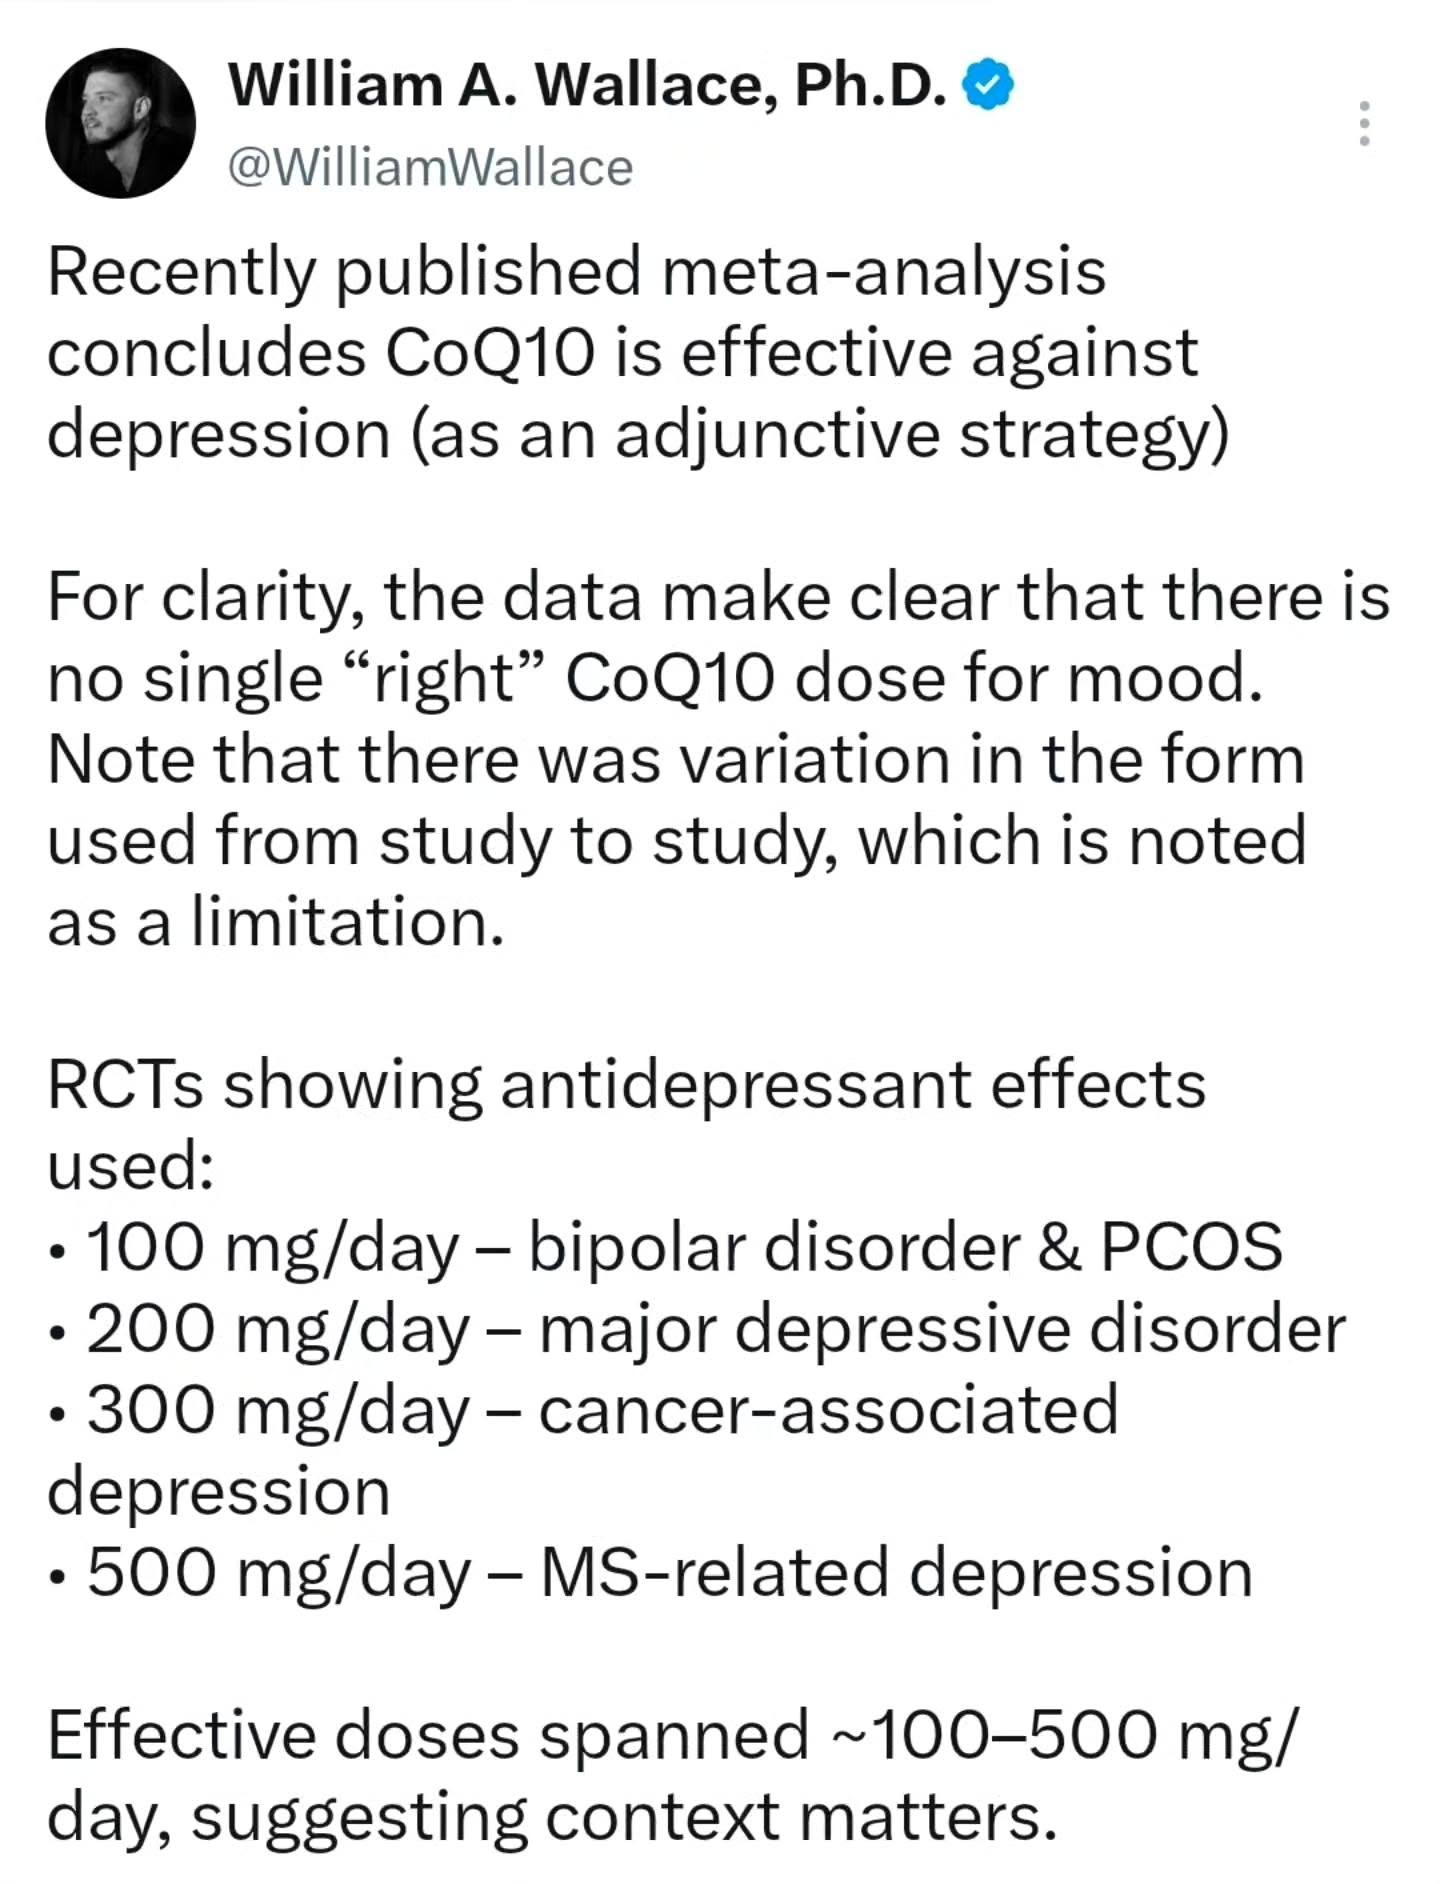 William A. Wallace, Ph.D.
@WilliamWallace
Recently published meta-analysis
concludes CoQ10 is effective against
depression (as an adjunctive strategy)
For clarity, the data make clear that there is
no single “right” CoQ10 dose for mood.
Note that there was variation in the form
used from study to study, which is noted
as a limitation.
RCTs showing antidepressant effects
used:
• 100 mg/day – bipolar disorder & PCOS
• 200 mg/day – major depressive disorder
• 300 mg/day – cancer-associated
depression
• 500 mg/day – MS-related depression
Effective doses spanned ~100–500 mg/
day, suggesting context matters.